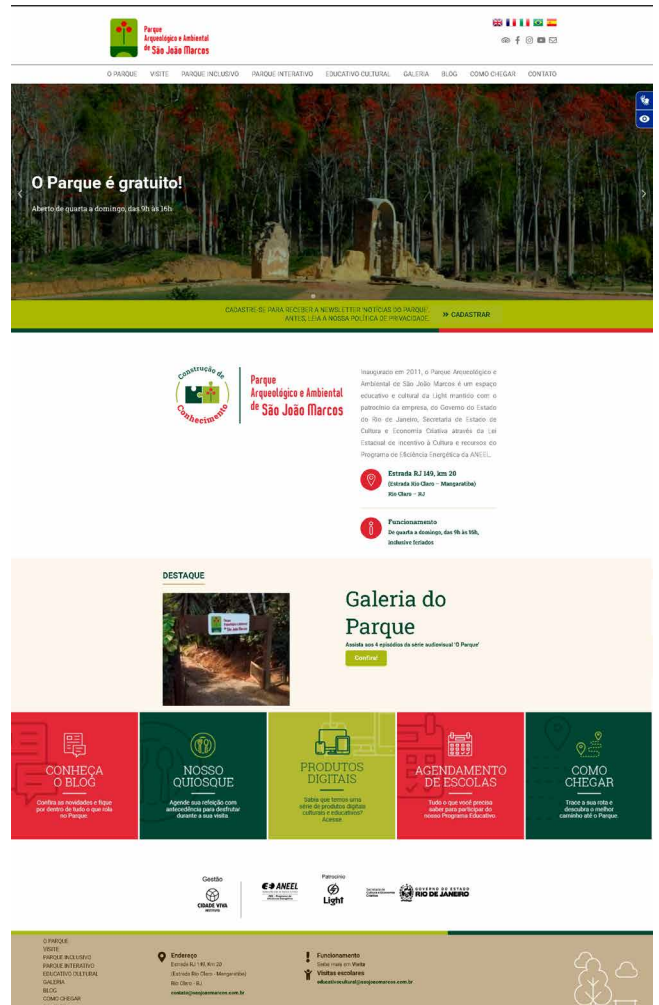 Parque
Arqueológico e Ambiental
de São João Marcos
O PARQUE VISITE PARQUE INCLUSIVO PARQUE INTERATIVO EDUCATIVO CULTURAL GALERIA BLOG COMO CHEGAR CONTATO
O Parque é gratuito!
Aberto de quarta a domingo, das 9h às 16h
CADASTRE-SE PARA RECEBER A NEWSLETTER 'NOTÍCIAS DO PARQUE'.
ANTES, LEIA A NOSSA POLÍTICA DE PRIVACIDADE.
CADASTRAR
Construção de
Conhecimento
Parque
Arqueológico e Ambiental
de São João Marcos
Inaugurado em 2011, o Parque Arqueológico e
Ambiental de São João Marcos é um espaço
educativo e cultural da Light mantido com o
patrocínio da empresa, do Governo do Estado
do Rio de Janeiro, Secretaria de Estado de
Cultura e Economia Criativa através da Lei
Estadual de Incentivo à Cultura e recursos do
Programa de Eficiência Energética da ANEEL.
Estrada RJ 149, km 20
(Estrada Rio Claro – Mangaratiba)
Rio Claro – RJ
Funcionamento
De quarta a domingo, das 9h às 16h,
inclusive feriados
DESTAQUE
Galeria do
Parque
Assista aos 4 episódios da série audiovisual 'O Parque'
Confira!
CONHEÇA
O BLOG
Confira as novidades e fique
por dentro de tudo o que rola
no Parque.
NOSSO
QUIOSQUE
Agende sua refeição com
antecedência para desfrutar
durante a sua visita.
PRODUTOS
DIGITAIS
Sabia que temos uma
série de produtos digitais
culturais e educativos?
Acesse
AGENDAMENTO
DE ESCOLAS
Tudo o que você precisa
saber para participar do
nosso Programa Educativo.
COMO
CHEGAR
Trace a sua rota e
descubra o melhor
caminho até o Parque.
Gestão
CIDADE VIVA
INSTITUTO
ANEEL
Patrocínio
Light
GOVERNO DO ESTADO
RIO DE JANEIRO
O PARQUE
VISITE
PARQUE INCLUSIVO
PARQUE INTERATIVO
EDUCATIVO CULTURAL
GALERIA
BLOG
COMO CHEGAR
Endereço
Estrada RJ 149, Km 20
(Estrada Rio Claro - Mangaratiba)
Rio Claro - RJ
contato@saojoaomarcos.com.br
Funcionamento
Saiba mais em Visite
Visitas escolares
educativocultural@saojoaomarcos.com.br